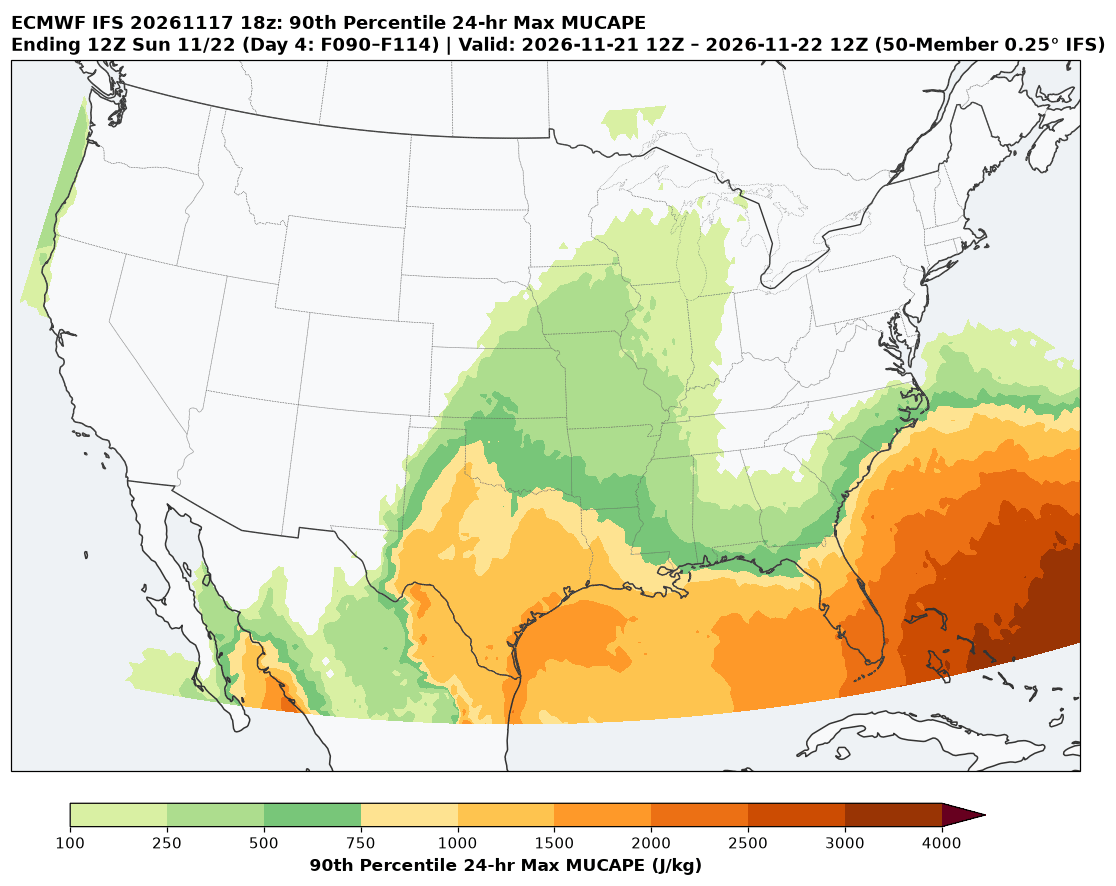 ECMWF IFS 20261117 18z: 90th Percentile 24-hr Max MUCAPE
Ending 12Z Sun 11/22 (Day 4: F090–F114) | Valid: 2026-11-21 12Z – 2026-11-22 12Z (50-Member 0.25° IFS)
100 250 500 750 1000 1500 2000 2500 3000 4000
90th Percentile 24-hr Max MUCAPE (J/kg)